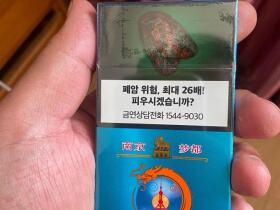 폐암 위험, 최대 26배!
피우시겠습니까?
금연상담전화 1544-9030
南京 梦都